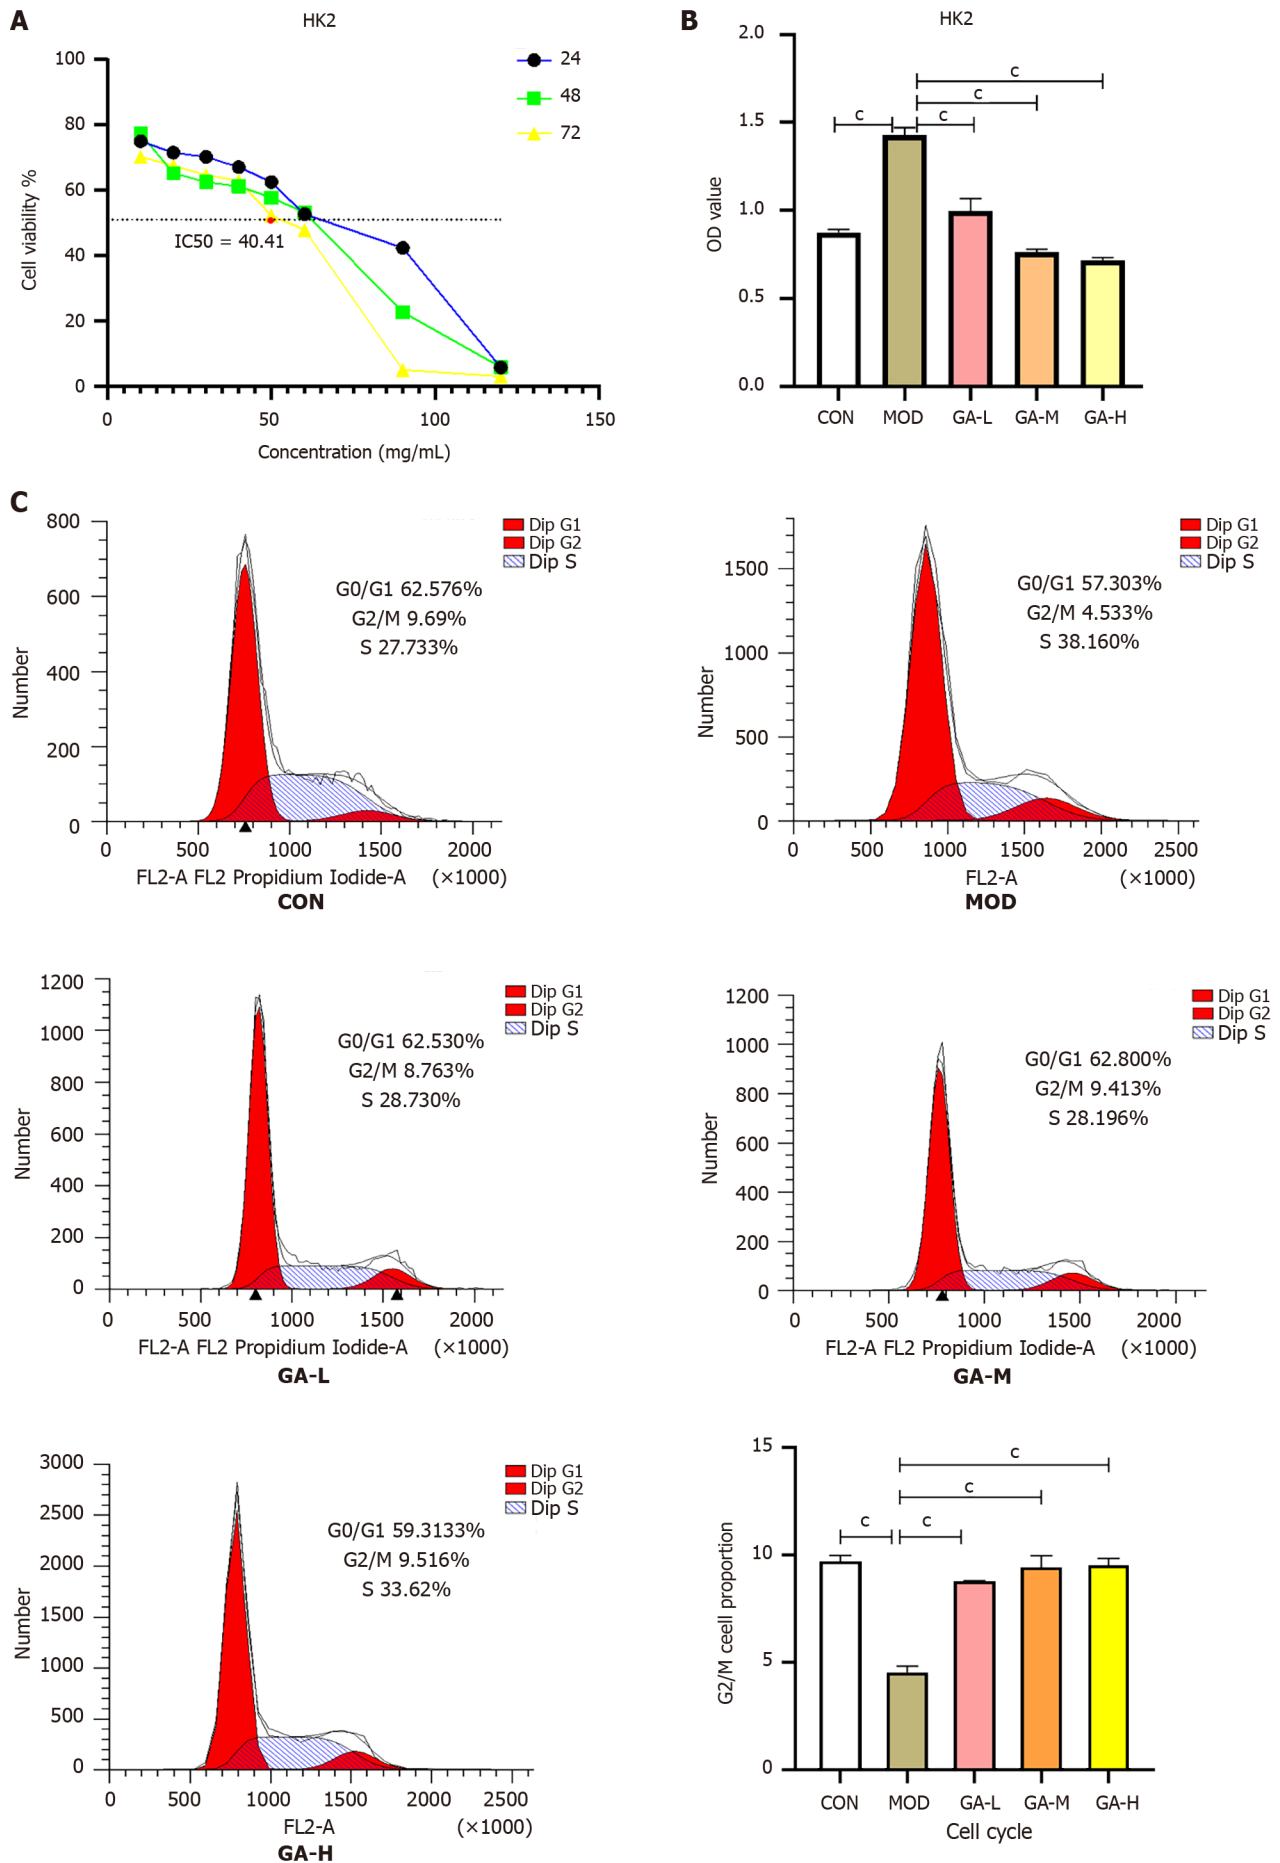 A
HK2
24
48
72
100
80
60
40
20
0
IC50 = 40.41
Cell viability %
0 50 100 150
Concentration (mg/mL)
B
HK2
2.0
1.5
1.0
0.5
0.0
OD value
c
c
c c
CON MOD GA-L GA-M GA-H
C
800
600
400
200
0
Number
Dip G1
Dip G2
Dip S
G0/G1 62.576%
G2/M 9.69%
S 27.733%
0 500 1000 1500 2000
FL2-A FL2 Propidium Iodide-A (×1000)
CON
1500
1000
500
0
Number
Dip G1
Dip G2
Dip S
G0/G1 57.303%
G2/M 4.533%
S 38.160%
0 500 1000 1500 2000 2500
FL2-A (×1000)
MOD
1200
1000
800
600
400
200
0
Number
Dip G1
Dip G2
Dip S
G0/G1 62.530%
G2/M 8.763%
S 28.730%
0 500 1000 1500 2000
FL2-A FL2 Propidium Iodide-A (×1000)
GA-L
1200
1000
800
600
400
200
0
Number
Dip G1
Dip G2
Dip S
G0/G1 62.800%
G2/M 9.413%
S 28.196%
0 500 1000 1500 2000
FL2-A FL2 Propidium Iodide-A (×1000)
GA-M
3000
2500
2000
1500
1000
500
0
Number
Dip G1
Dip G2
Dip S
G0/G1 59.3133%
G2/M 9.516%
S 33.62%
0 500 1000 1500 2000 2500
FL2-A (×1000)
GA-H
15
10
5
0
G2/M ceell proportion
c
c
c c
CON MOD GA-L GA-M GA-H
Cell cycle